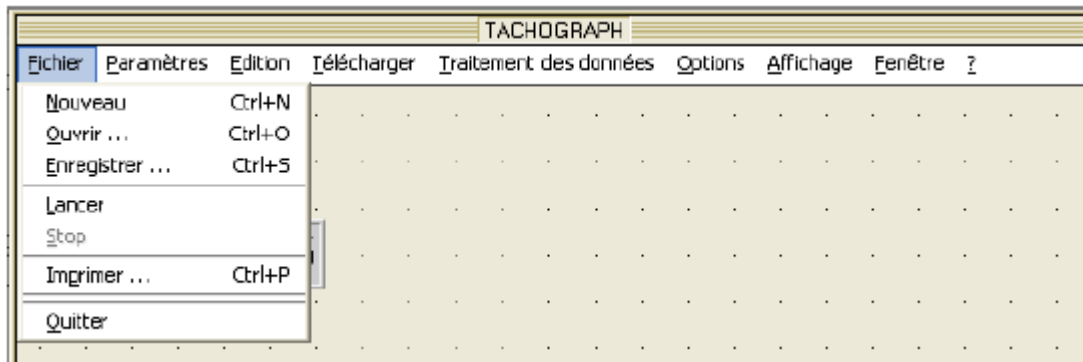 TACHOGRAPH
Fichier Paramètres Edition Télécharger Traitement des données Options Affichage Fenêtre ?
Nouveau Ctrl+N
Ouvrir ... Ctrl+O
Enregistrer ... Ctrl+S
Lancer
Stop
Imprimer ... Ctrl+P
Quitter